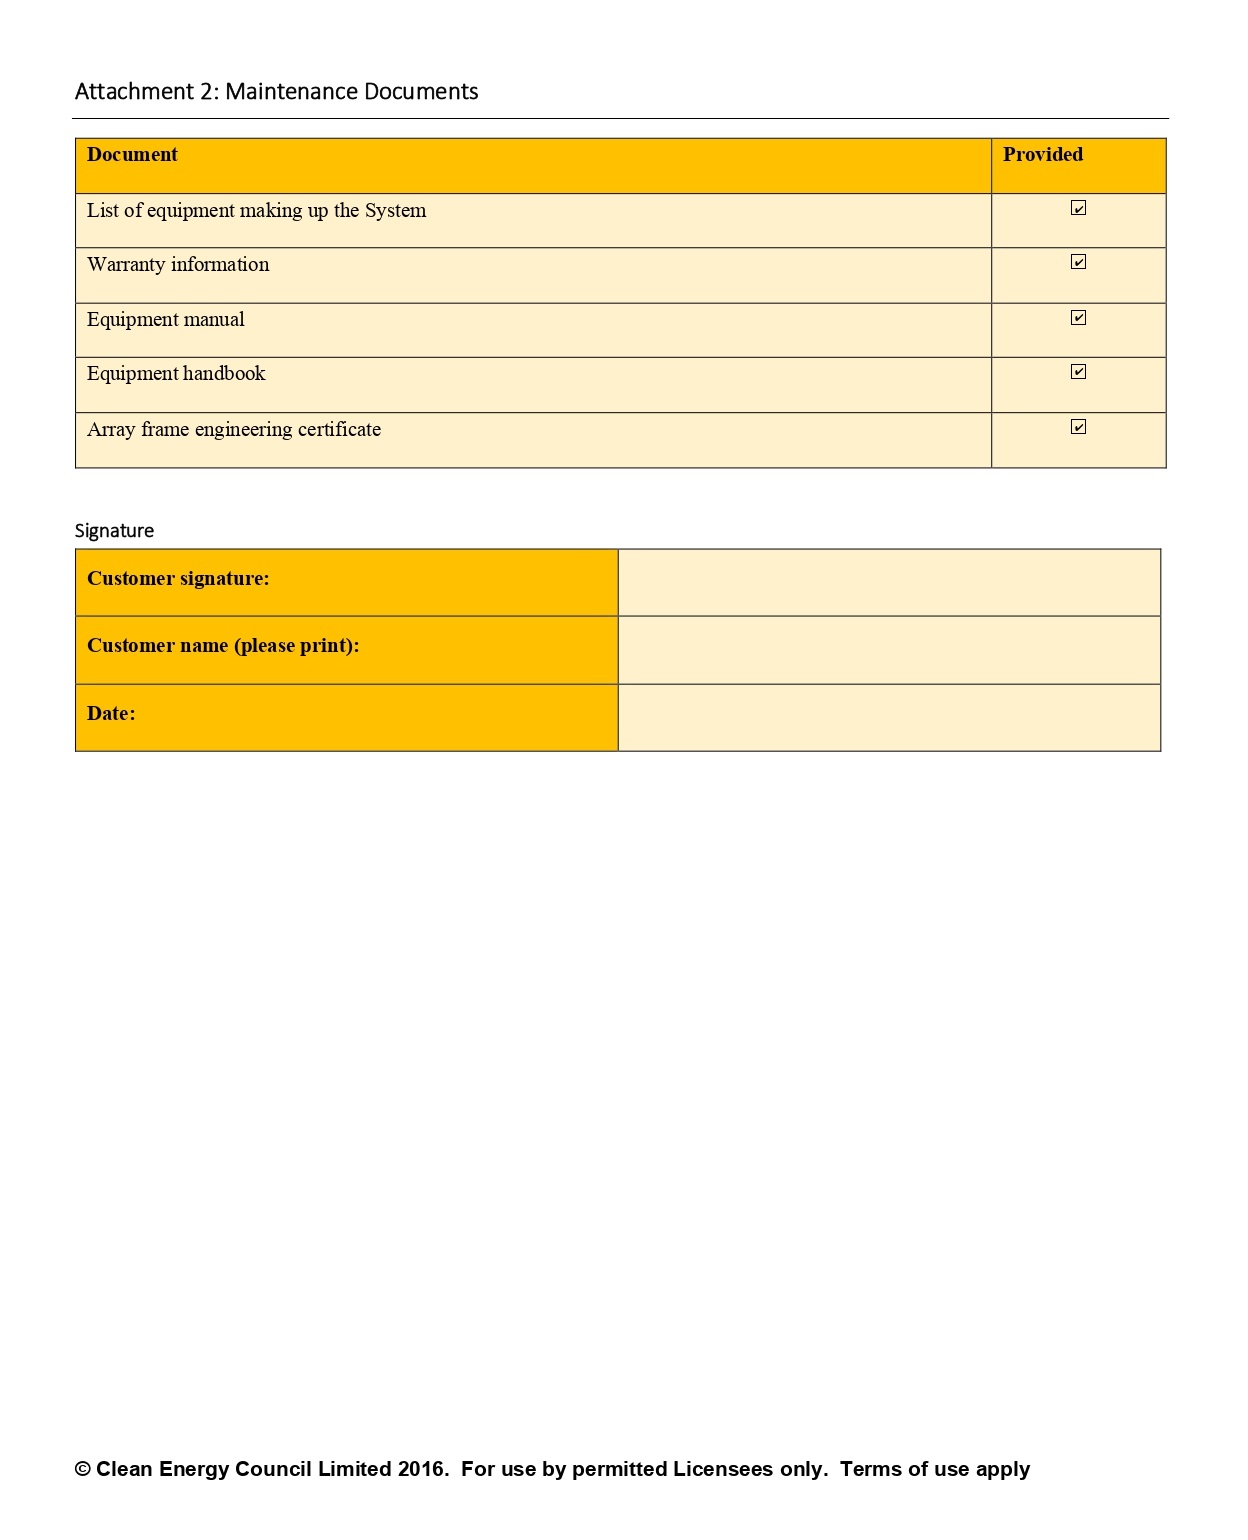 Attachment 2: Maintenance Documents
Document Provided
List of equipment making up the System ☑
Warranty information ☑
Equipment manual ☑
Equipment handbook ☑
Array frame engineering certificate ☑
Signature
Customer signature:
Customer name (please print):
Date:
© Clean Energy Council Limited 2016.  For use by permitted Licensees only.  Terms of use apply